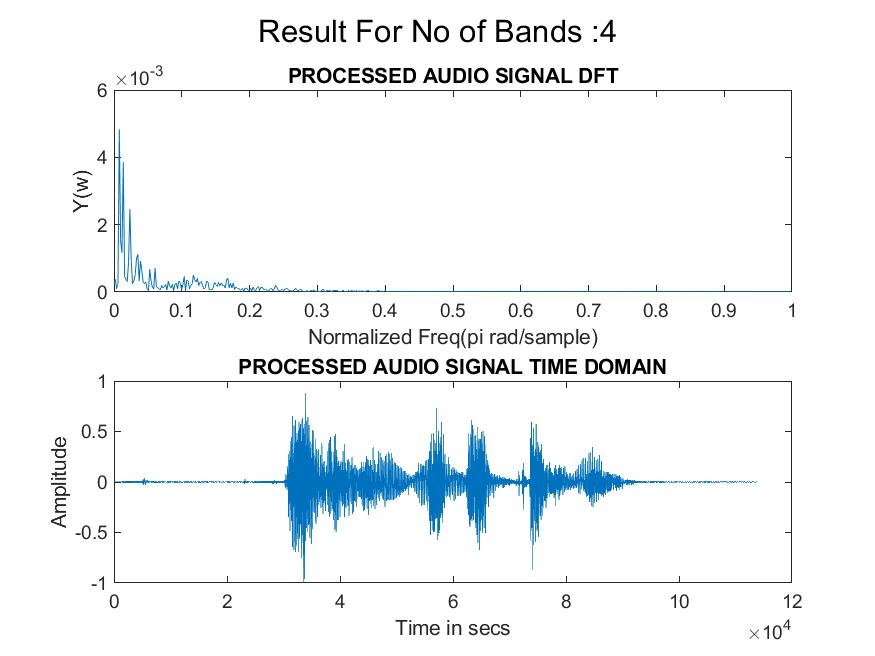 Result For No of Bands :4
×10-3
PROCESSED AUDIO SIGNAL DFT
6
4
2
0
Y(w)
0 0.1 0.2 0.3 0.4 0.5 0.6 0.7 0.8 0.9 1
Normalized Freq(pi rad/sample)
PROCESSED AUDIO SIGNAL TIME DOMAIN
1
0.5
0
-0.5
-1
Amplitude
0 2 4 6 8 10 12
Time in secs
×104